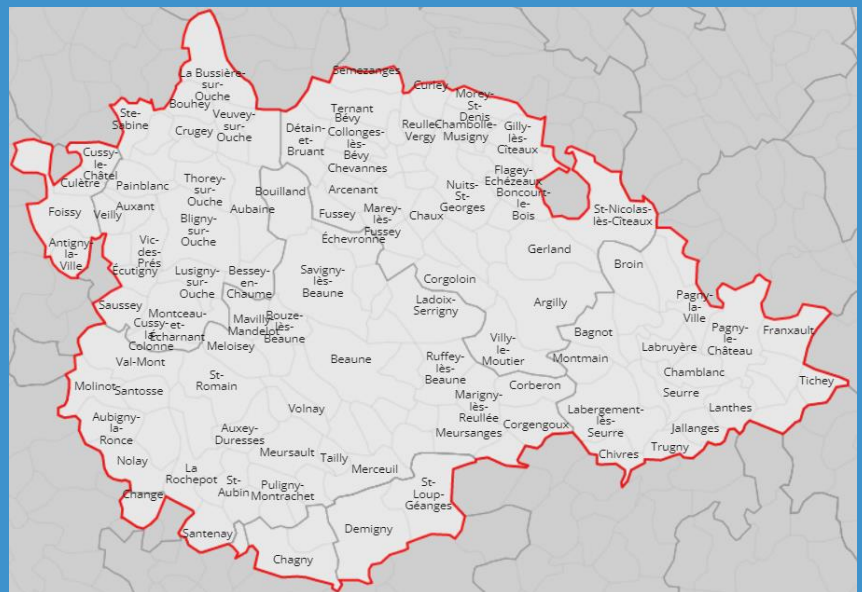 Semezanges
La Bussière-
sur-
Ouche
Curley
Bouhey
Morey-
St-
Denis
Ste-
Sabine
Veuvey-
sur-
Ouche
Ternant
Bévy
Crugey
Détain-
et-
Bruant
Collonges-
lès-
Bévy
Reulle-
Vergy
Chambolle-
Musigny
Gilly-
lès-
Cîteaux
Cussy-
le-
Châtel
Chevannes
Flagey-
Echézeaux
Culètre
Painblanc
Thorey-
sur-
Ouche
Bouilland
Arcenant
Nuits-
St-
Georges
Boncourt-
le-
Bois
Foissy
Veilly
Auxant
Aubaine
Fussey
Marey-
lès-
Fussey
Chaux
St-Nicolas-
lès-Cîteaux
Bligny-
sur-
Ouche
Antigny-
la-
Ville
Vic-
des-
Prés
Échevronne
Gerland
Écutigny
Lusigny-
sur-
Ouche
Bessey-
en-
Chaume
Savigny-
lès-
Beaune
Corgoloin
Broin
Saussey
Ladoix-
Serrigny
Argilly
Pagny-
la-
Ville
Montceau-
et-
Écharnant
Mavilly-
Mandelot
Bouze-
lès-
Beaune
Cussy-
la-
Colonne
Meloisey
Villy-
le-
Moutier
Bagnot
Pagny-
le-
Château
Franxault
Val-Mont
Beaune
Ruffey-
lès-
Beaune
Montmain
Labruyère
Molinot
Santosse
St-
Romain
Corberon
Chamblanc
Tichey
Seurre
Aubigny-
la-
Ronce
Volnay
Marigny-
lès-
Reullée
Corgengoux
Labergement-
lès-
Seurre
Lanthes
Auxey-
Duresses
Meursanges
Jallanges
Nolay
Meursault
Tailly
Chivres
Trugny
La
Rochepot
St-
Aubin
Merceuil
Change
Puligny-
Montrachet
St-
Loup-
Géanges
Santenay
Demigny
Chagny